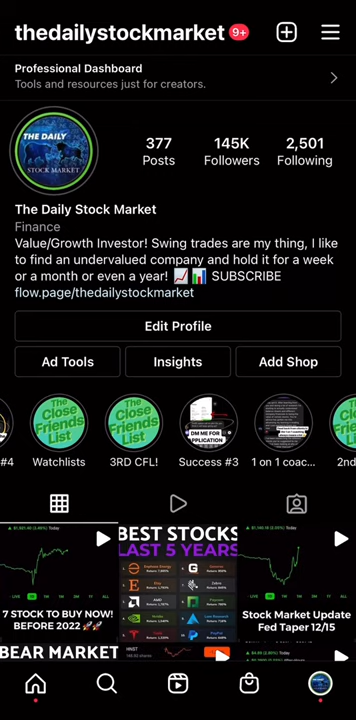 thedailystockmarket 9+
Professional Dashboard
Tools and resources just for creators.
THE DAILY
STOCK MARKET
377 145K 2,501
Posts Followers Following
The Daily Stock Market
Finance
Value/Growth Investor! Swing trades are my thing, I like
to find an undervalued company and hold it for a week
or a month or even a year! 📈📊 SUBSCRIBE
flow.page/thedailystockmarket
Edit Profile
Ad Tools Insights Add Shop
The Close Friends List
The Close Friends List
DM ME FOR APPLICATION
#4 Watchlists 3RD CFL! Success #3 1 on 1 coac... 2nd
7 STOCK TO BUY NOW!
BEFORE 2022 🚀🚀
BEST STOCKS
LAST 5 YEARS
Etsy
AMD
PayPal
Stock Market Update
Fed Taper 12/15
BEAR MARKET
HNST